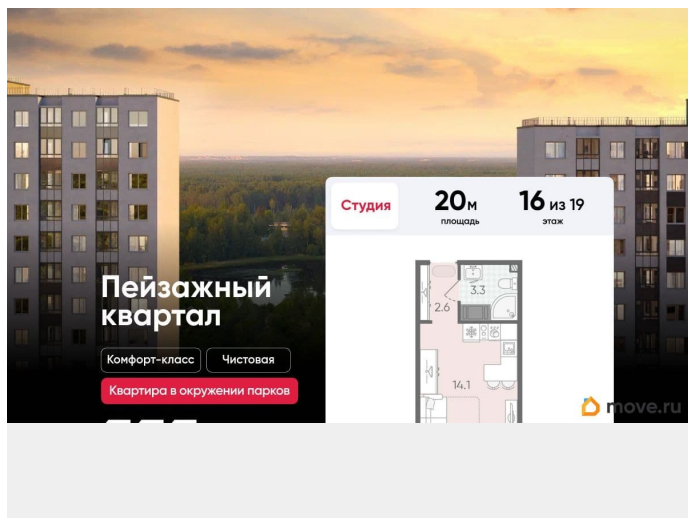 Студия
20м
площадь
16 из 19
этаж
Пейзажный
квартал
Комфорт-класс
Чистовая
Квартира в окружении парков
3.3
2.6
14.1
move.ru